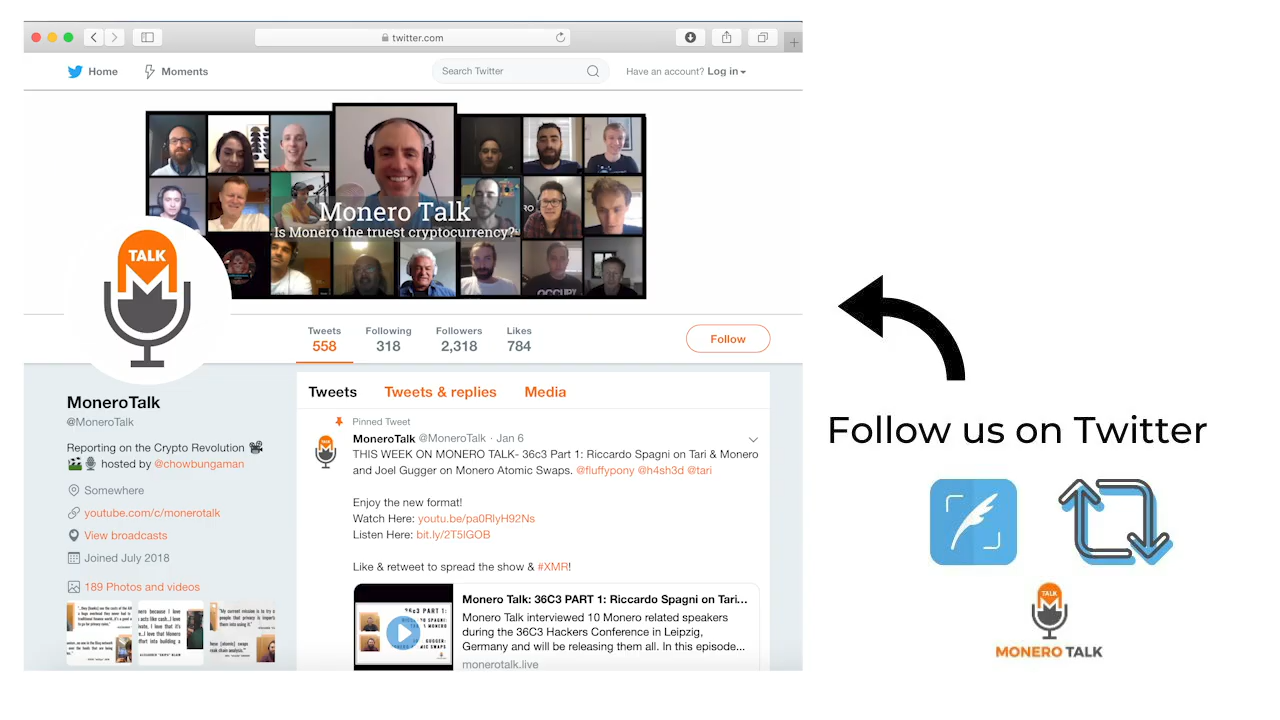 twitter.com
Home
Moments
Search Twitter
Have an account? Log in
Monero Talk
Is Monero the truest cryptocurrency?
TALK
Tweets
Following
Followers
Likes
558
318
2,318
784
Follow
MoneroTalk
@MoneroTalk
Reporting on the Crypto Revolution
hosted by @chowbungaman
Somewhere
youtube.com/c/monerotalk
View broadcasts
Joined July 2018
189 Photos and videos
Tweets
Tweets & replies
Media
Pinned Tweet
MoneroTalk @MoneroTalk · Jan 6
THIS WEEK ON MONERO TALK- 36c3 Part 1: Riccardo Spagni on Tari & Monero
and Joel Gugger on Monero Atomic Swaps. @fluffypony @h4sh3d @tari
Enjoy the new format!
Watch Here: youtu.be/pa0RlyH92Ns
Listen Here: bit.ly/2T5lGOB
Like & retweet to spread the show & #XMR!
Monero Talk: 36C3 PART 1: Riccardo Spagni on Tari...
Monero Talk interviewed 10 Monero related speakers
during the 36C3 Hackers Conference in Leipzig,
Germany and will be releasing them all. In this episode...
monerotalk.live
Follow us on Twitter
TALK
MONERO TALK